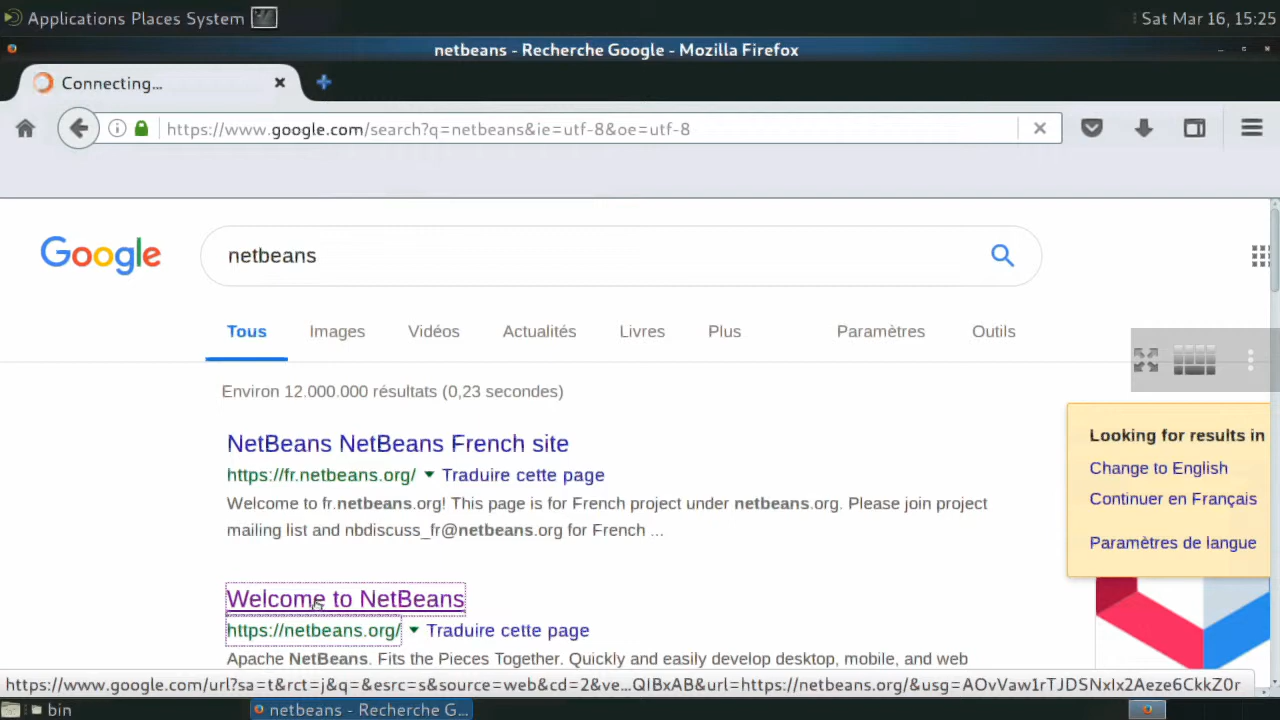 Applications Places System
Sat Mar 16, 15:25
netbeans - Recherche Google - Mozilla Firefox
Connecting...
https://www.google.com/search?q=netbeans&ie=utf-8&oe=utf-8
Google
netbeans
Tous Images Vidéos Actualités Livres Plus Paramètres Outils
Environ 12.000.000 résultats (0,23 secondes)
NetBeans NetBeans French site
https://fr.netbeans.org/ Traduire cette page
Welcome to fr.netbeans.org! This page is for French project under netbeans.org. Please join project
mailing list and nbdiscuss_fr@netbeans.org for French ...
Looking for results in
Change to English
Continuer en Français
Paramètres de langue
Welcome to NetBeans
https://netbeans.org/ Traduire cette page
Apache NetBeans. Fits the Pieces Together. Quickly and easily develop desktop, mobile, and web
https://www.google.com/url?sa=t&rct=j&q=&esrc=s&source=web&cd=2&ve...QIBxAB&url=https://netbeans.org/&usg=AOvVaw1rTJDSNxIx2Aeze6CkkZ0r
bin
netbeans - Recherche G...